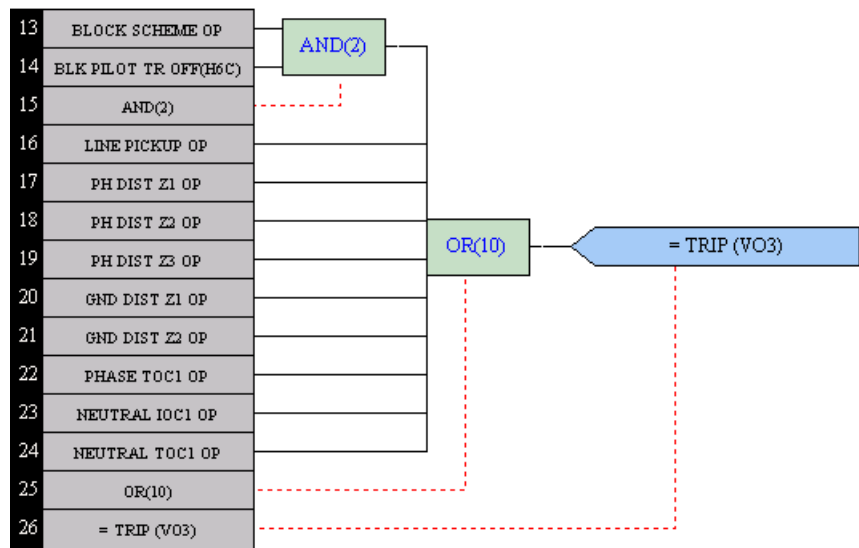 13 BLOCK SCHEME OP
14 BLK PILOT TR OFF(H6C)
15 AND(2)
16 LINE PICKUP OP
17 PH DIST Z1 OP
18 PH DIST Z2 OP
19 PH DIST Z3 OP
20 GND DIST Z1 OP
21 GND DIST Z2 OP
22 PHASE TOC1 OP
23 NEUTRAL IOC1 OP
24 NEUTRAL TOC1 OP
25 OR(10)
26 = TRIP (VO3)
AND(2)
OR(10)
= TRIP (VO3)